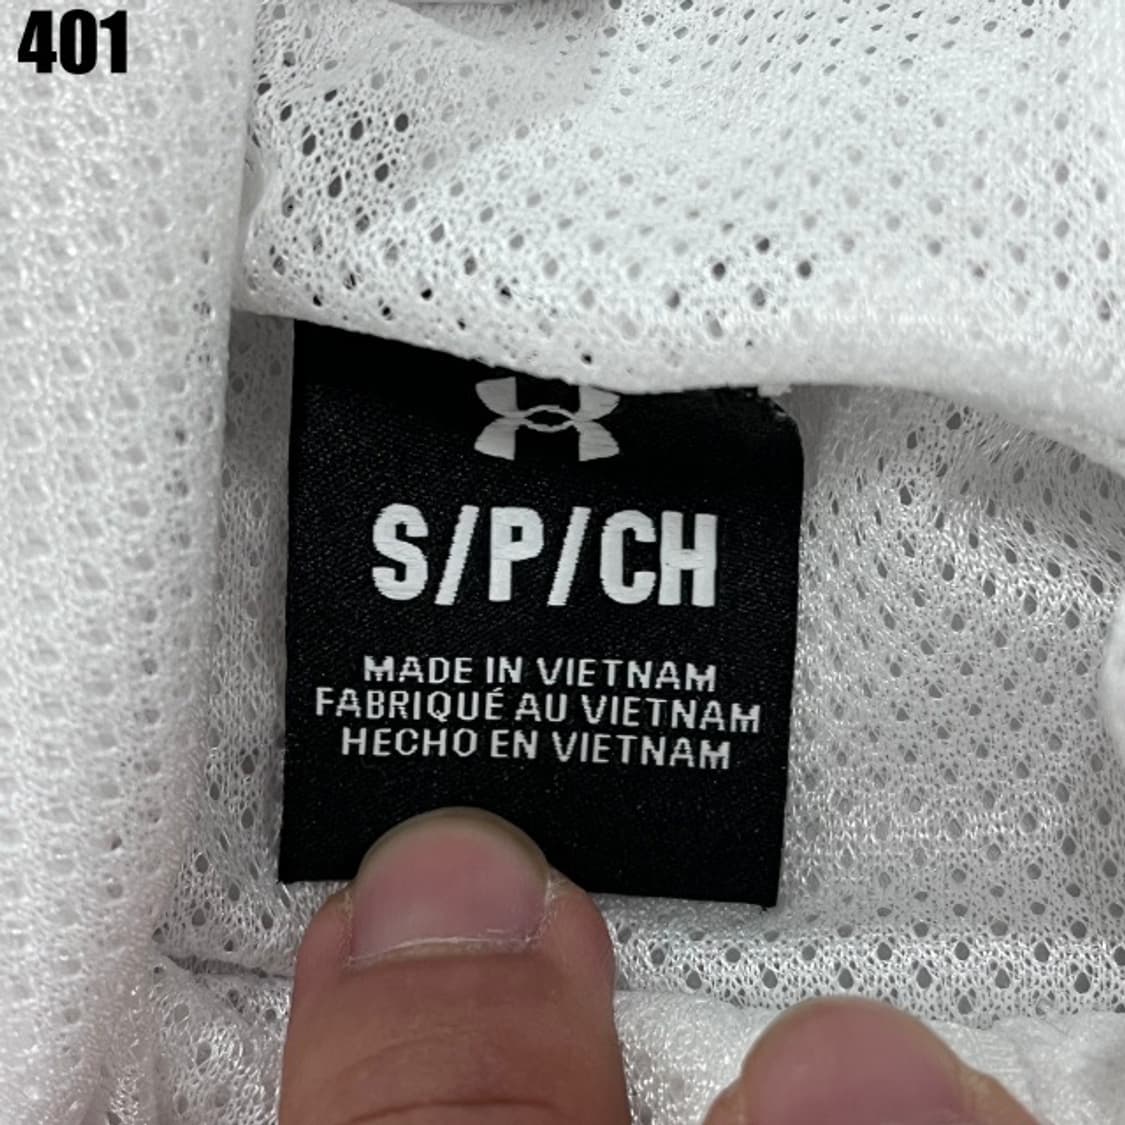 401
S/P/CH
MADE IN VIETNAM
FABRIQUÉ AU VIETNAM
HECHO EN VIETNAM